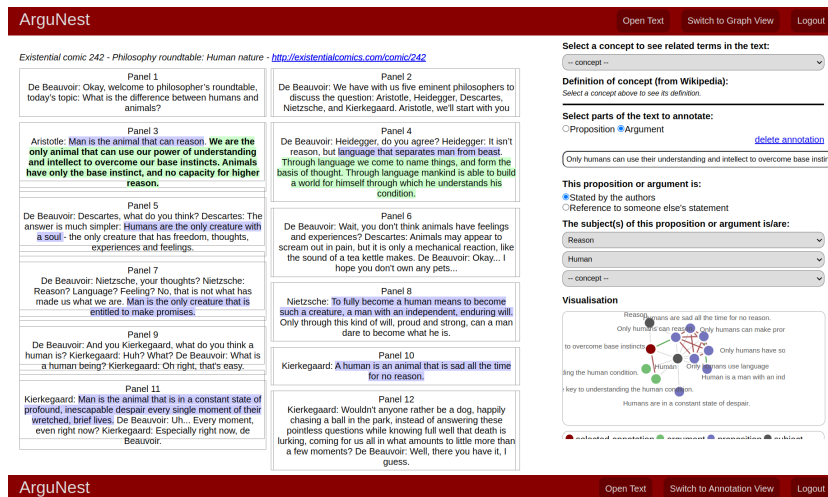 ArguNest
Open Text
Switch to Graph View
Logout
Existential comic 242 - Philosophy roundtable: Human nature - http://existentialcomics.com/comic/242
Panel 1
De Beauvoir: Okay, welcome to philosopher's roundtable,
today's topic: What is the difference between humans and
animals?
Panel 2
De Beauvoir: We have with us five eminent philosophers to
discuss the question: Aristotle, Heidegger, Descartes,
Nietzsche, and Kierkegaard. Aristotle, we'll start with you
Panel 3
Aristotle: Man is the animal that can reason. We are the
only animal that can use our power of understanding
and intellect to overcome our base instincts. Animals
have only the base instinct, and no capacity for higher
reason.
Panel 4
De Beauvoir: Heidegger, do you agree? Heidegger: It isn't
reason, but language that separates man from beast.
Through language we come to name things, and form the
basis of thought. Through language mankind is able to build
a world for himself through which he understands his
condition.
Panel 5
De Beauvoir: Descartes, what do you think? Descartes: The
answer is much simpler: Humans are the only creature with
a soul - the only creature that has freedom, thoughts,
experiences and feelings.
Panel 6
De Beauvoir: Wait, you don't think animals have feelings
and experiences? Descartes: Animals may appear to
scream out in pain, but it is only a mechanical reaction, like
the sound of a tea kettle makes. De Beauvoir: Okay... I
hope you don't own any pets...
Panel 7
De Beauvoir: Nietzsche, your thoughts? Nietzsche:
Reason? Language? Feeling? No, that is not what has
made us what we are. Man is the only creature that is
entitled to make promises.
Panel 8
Nietzsche: To fully become a human means to become
such a creature, a man with an independent, enduring will.
Only through this kind of will, proud and strong, can a man
dare to become what he is.
Panel 9
De Beauvoir: And you Kierkegaard, what do you think a
human is? Kierkegaard: Huh? What? De Beauvoir: What is
a human being? Kierkegaard: Oh right, that's easy.
Panel 10
Kierkegaard: A human is an animal that is sad all the time
for no reason.
Panel 11
Kierkegaard: Man is the animal that is in a constant state of
profound, inescapable despair every single moment of their
wretched, brief lives. De Beauvoir: Uh... Every moment,
even right now? Kierkegaard: Especially right now, de
Beauvoir.
Panel 12
Kierkegaard: Wouldn't anyone rather be a dog, happily
chasing a ball in the park, instead of answering these
pointless questions while knowing full well that death is
lurking, coming for us all in what amounts to little more than
a few moments? De Beauvoir: Well, there you have it, I
guess.
Select a concept to see related terms in the text:
-- concept --
Definition of concept (from Wikipedia):
Select a concept above to see its definition.
Select parts of the text to annotate:
Proposition Argument
delete annotation
Only humans can use their understanding and intellect to overcome base instin
This proposition or argument is:
Stated by the authors
Reference to someone else's statement
The subject(s) of this proposition or argument is/are:
Reason
Human
-- concept --
Visualisation
Reason
mans are sad all the time for no reason.
Only humans can reason
Only humans can make pror
to overcome base instincts
Only humans have so
Human
Only humans use language
ding the human condition.
Human is a man with an ind
key to understanding the human condition.
Humans are in a constant state of despair.
selected annotation argument proposition subject
ArguNest
Open Text
Switch to Annotation View
Logout